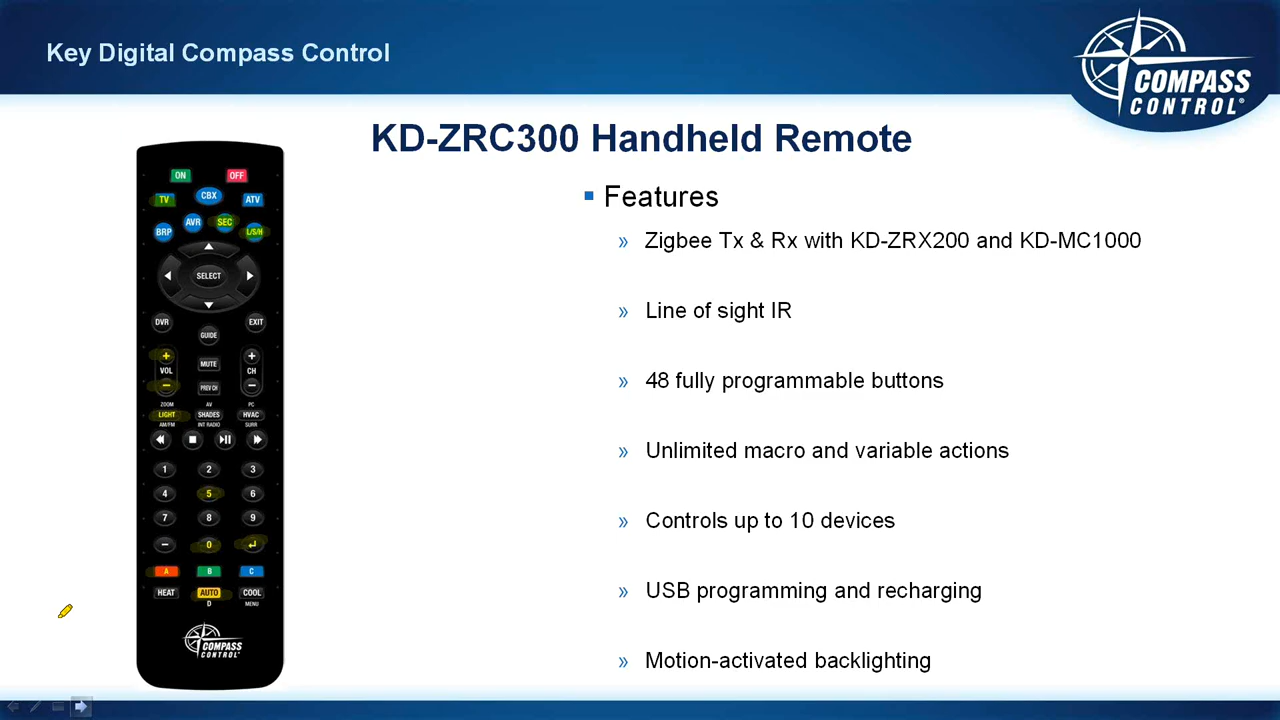 Key Digital Compass Control
COMPASS
CONTROL®
KD-ZRC300 Handheld Remote
Features
» Zigbee Tx & Rx with KD-ZRX200 and KD-MC1000
» Line of sight IR
» 48 fully programmable buttons
» Unlimited macro and variable actions
» Controls up to 10 devices
» USB programming and recharging
» Motion-activated backlighting
ON OFF
TV CBX ATV
BRP AVR SEC L/S/H
SELECT
DVR EXIT
GUIDE
+ MUTE +
VOL CH
− PREV CH −
ZOOM AV PC
LIGHT SHADES HVAC
AM/FM INT RADIO SURR
1 2 3
4 5 6
7 8 9
− 0 ↵
A B C
HEAT AUTO COOL
D MENU
COMPASS
CONTROL